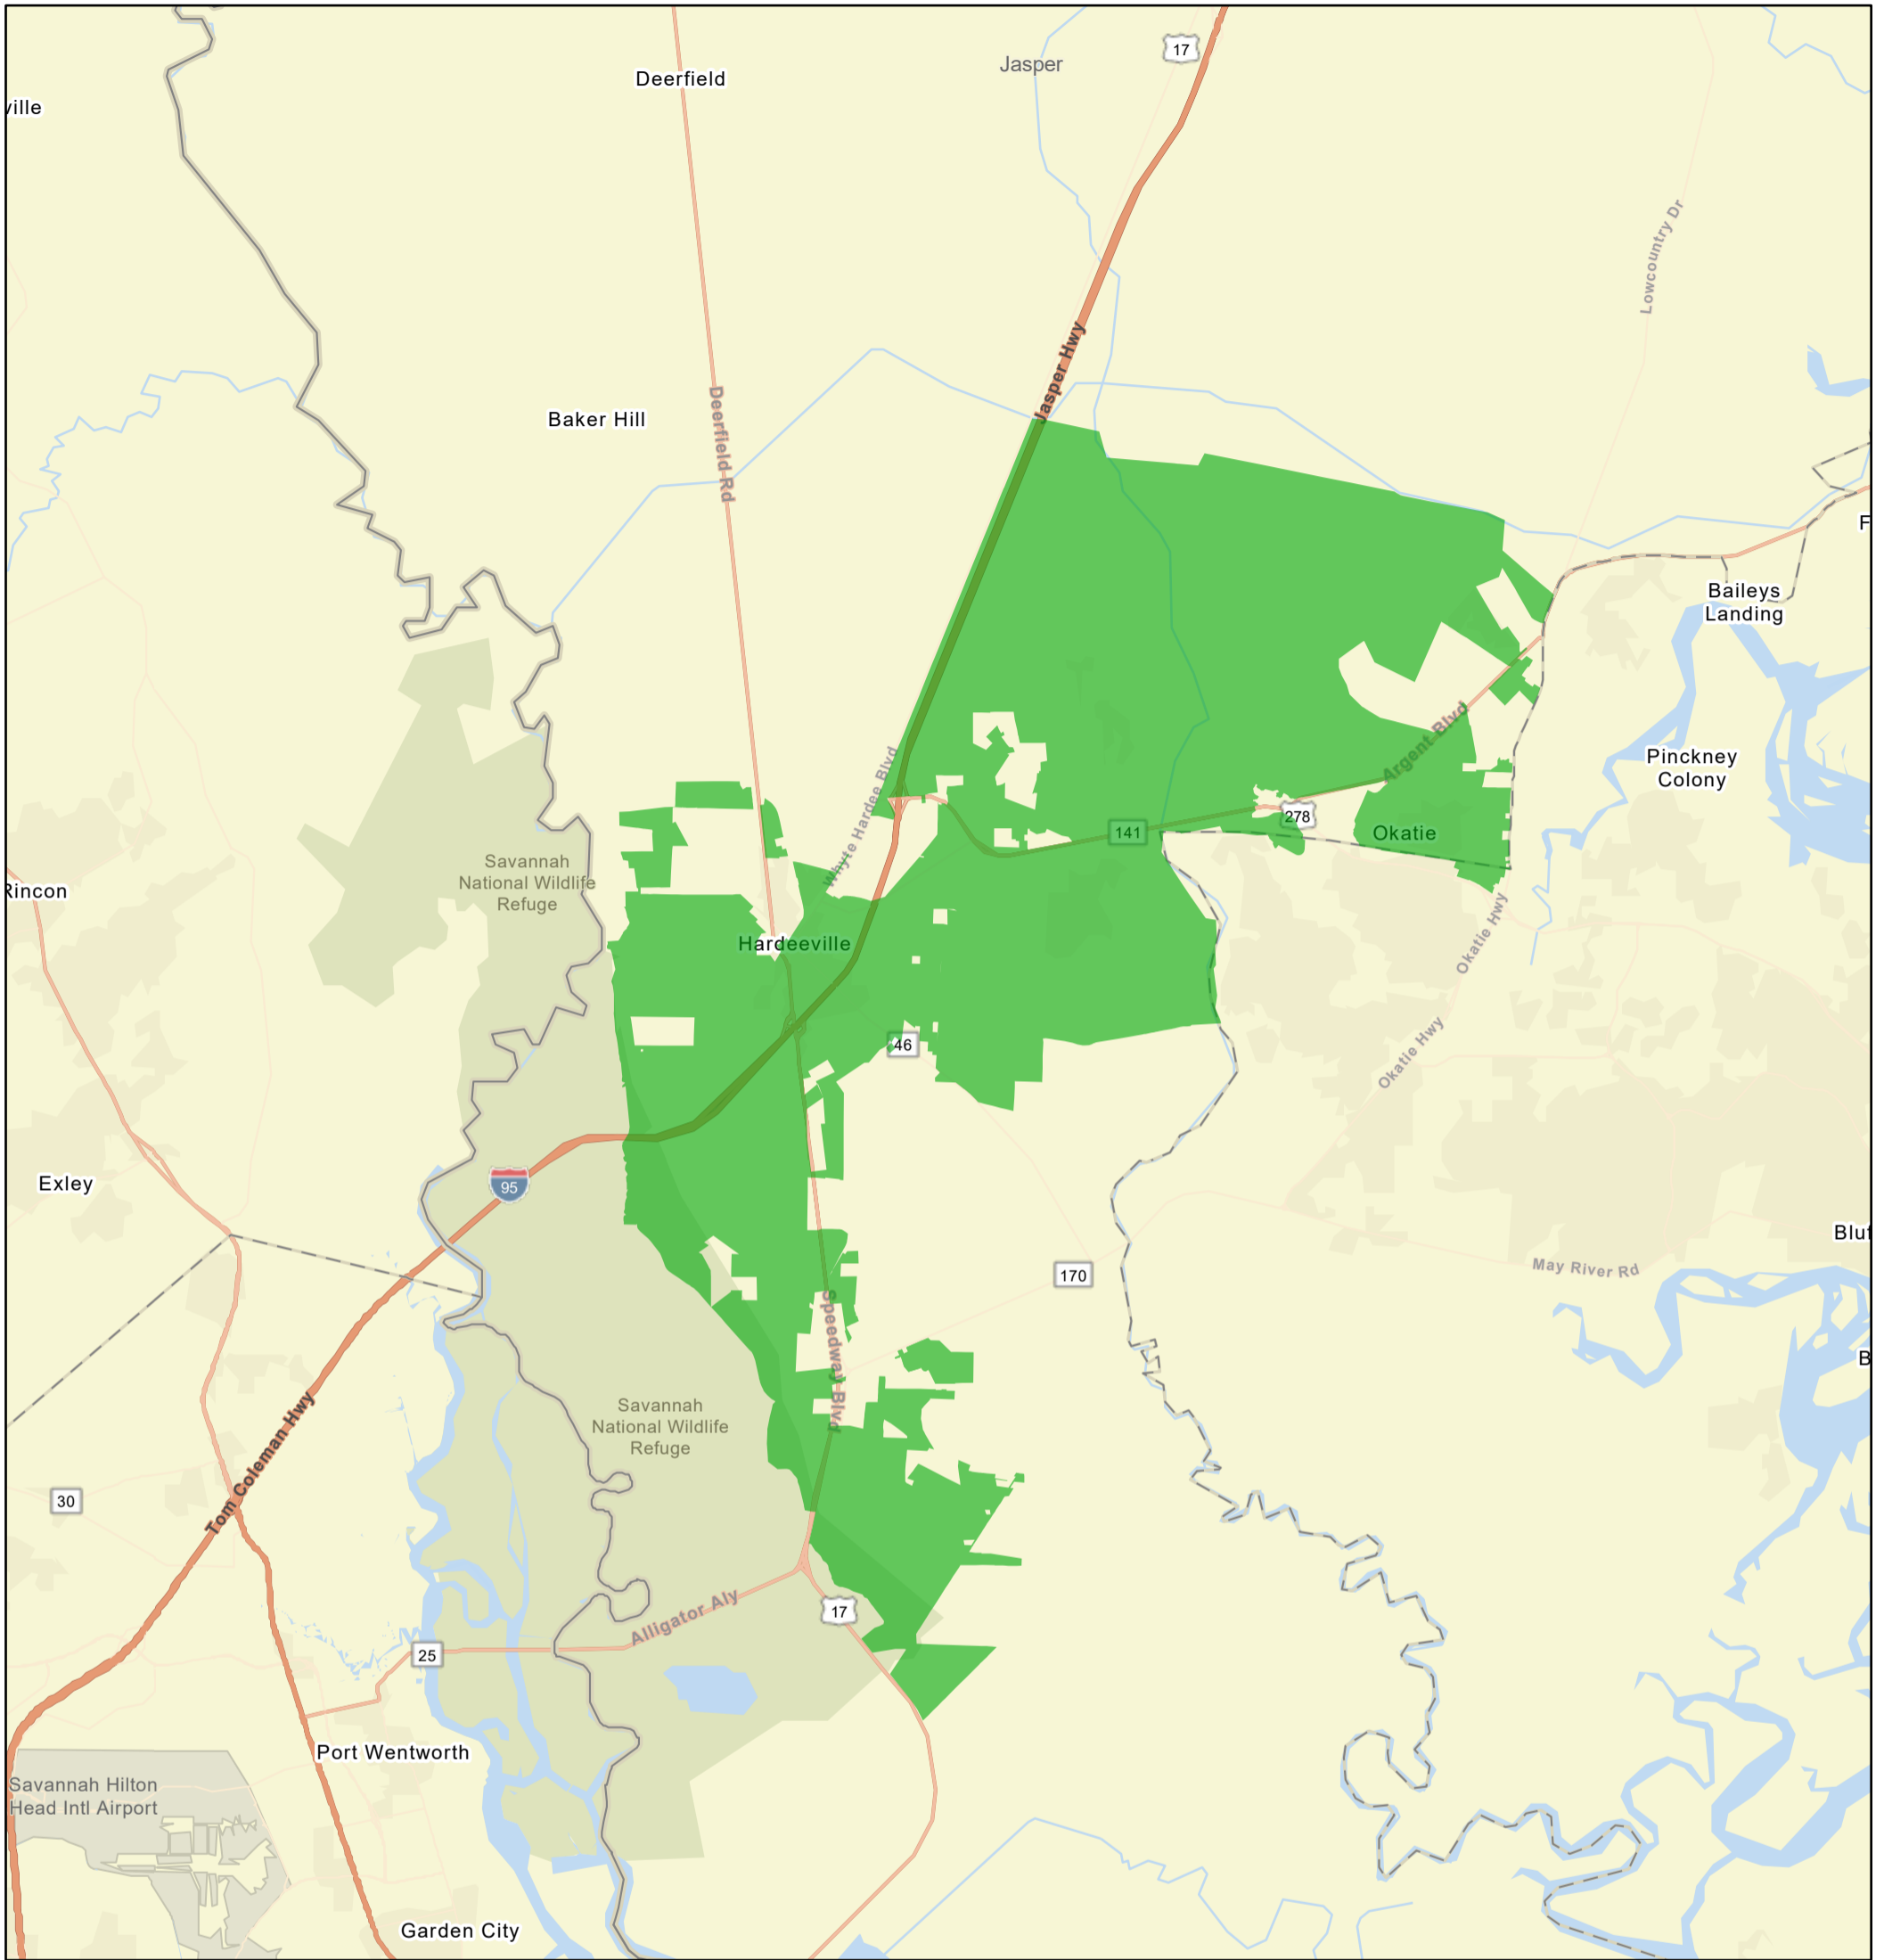 17
Jasper
Deerfield
ville
Lowcountry Dr
Jasper Hwy
Baker Hill
Deerfield Rd
F
Baileys
Landing
Argent Blvd
Pinckney
Colony
Whyte Hardee Blvd
278
141
Okatie
Savannah
National Wildlife
Refuge
Rincon
Hardeeville
Okatie Hwy
46
Okatie Hwy
Exley
95
Bluf
May River Rd
170
Speedway Blvd
B
Savannah
National Wildlife
Refuge
Tom Coleman Hwy
30
Alligator Aly
17
25
Port Wentworth
Savannah Hilton
Head Intl Airport
Garden City